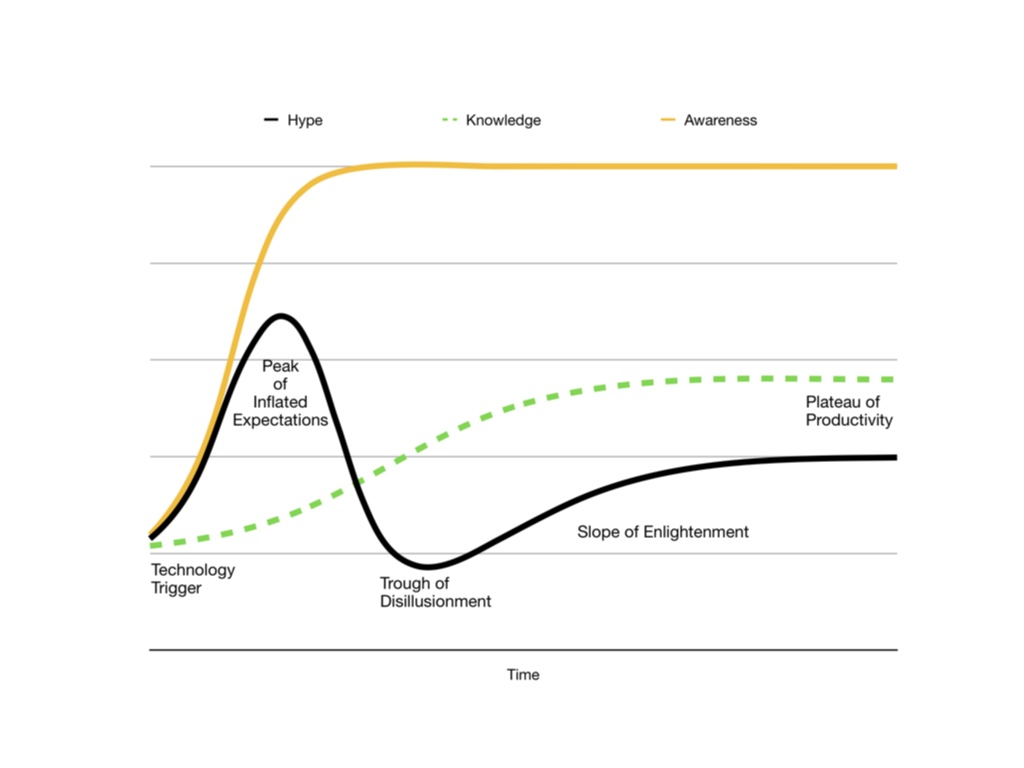 Hype
Knowledge
Awareness
Peak
of
Inflated
Expectations
Plateau of
Productivity
Slope of Enlightenment
Technology
Trigger
Trough of
Disillusionment
Time